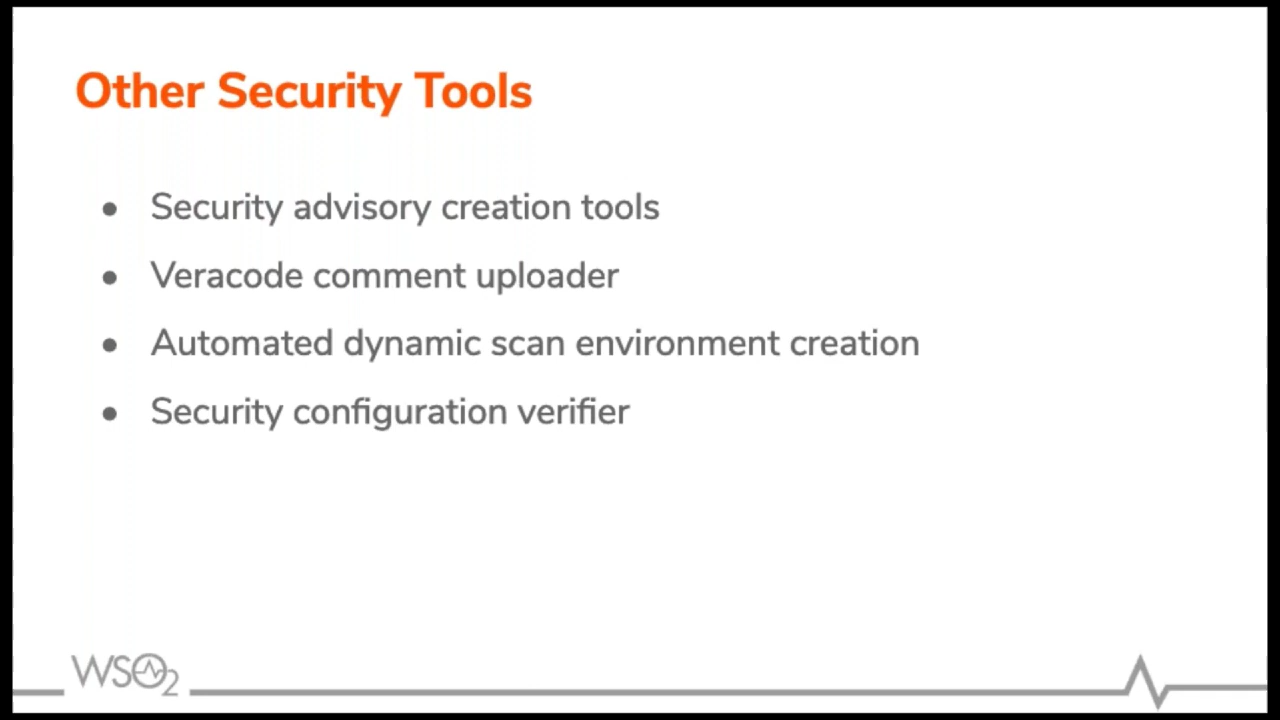 Other Security Tools
● Security advisory creation tools
● Veracode comment uploader
● Automated dynamic scan environment creation
● Security configuration verifier
WSO2